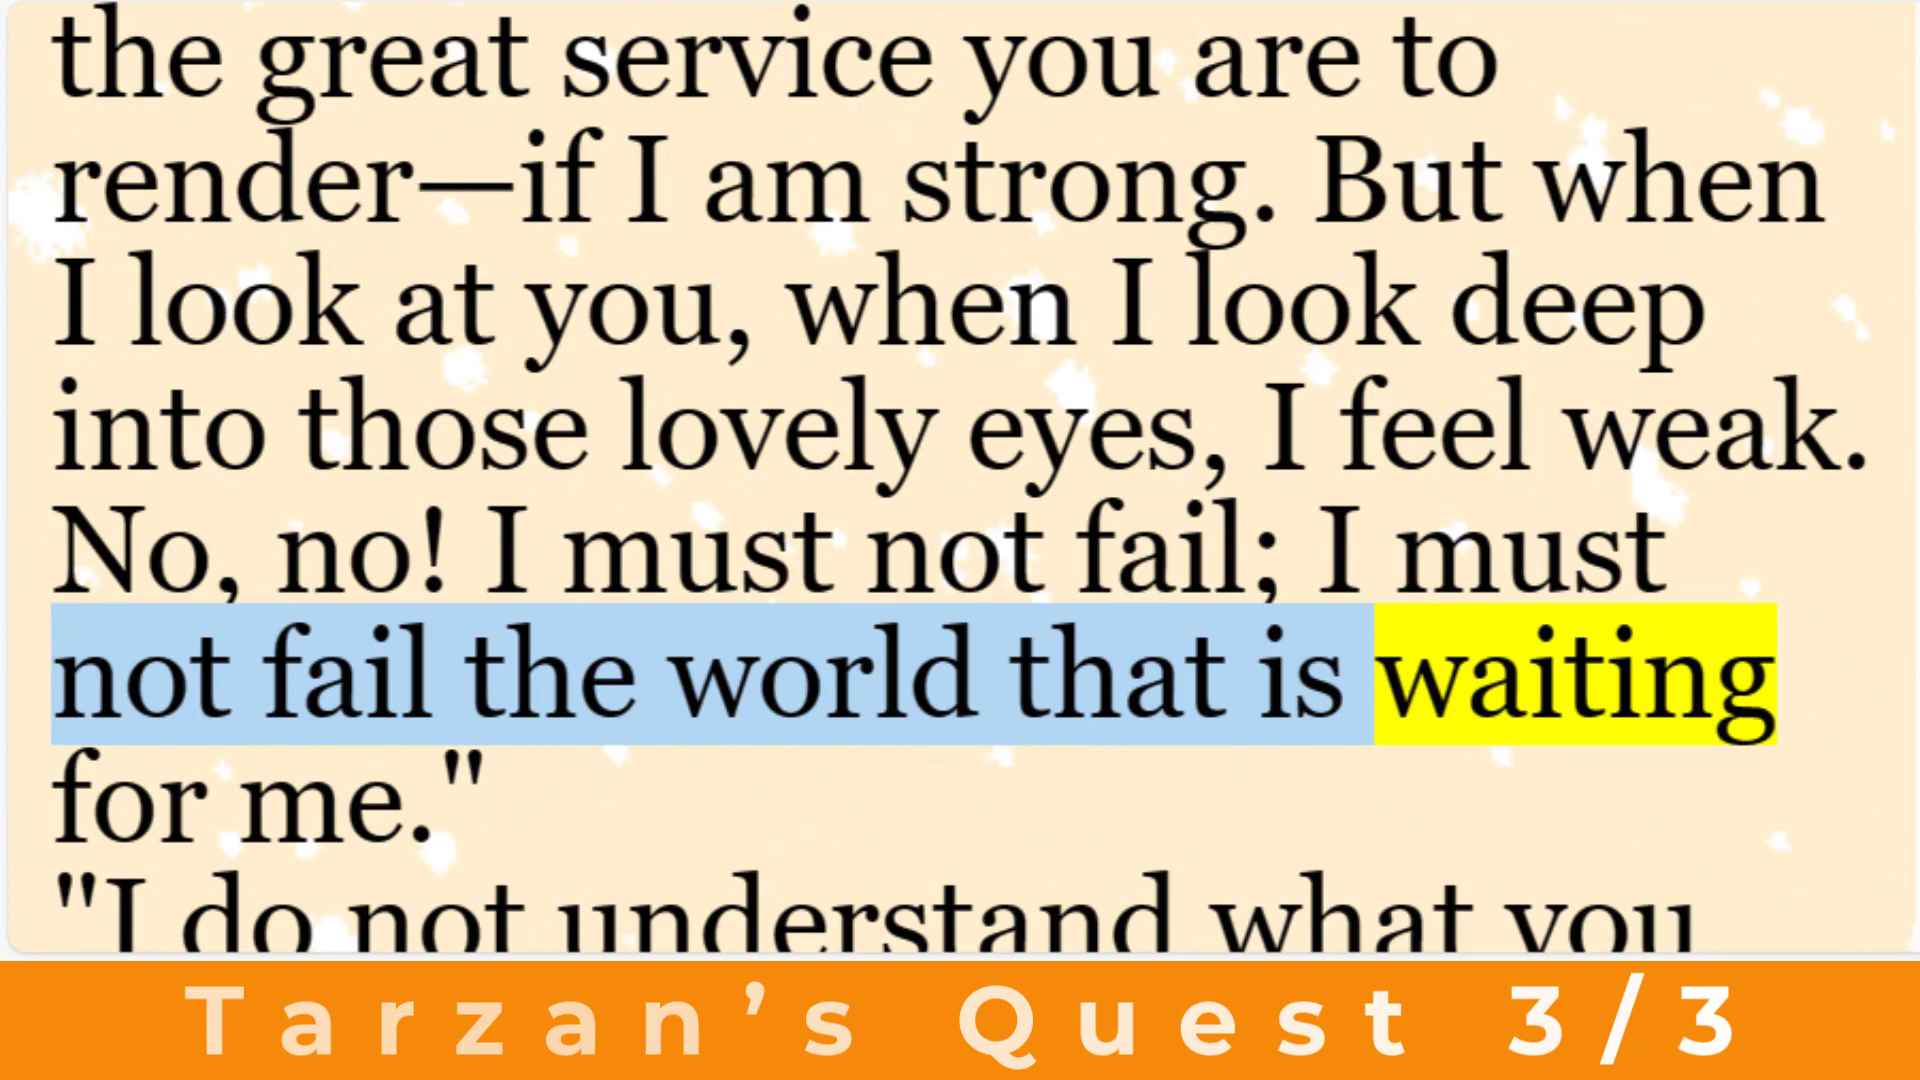 the great service you are to
render—if I am strong. But when
I look at you, when I look deep
into those lovely eyes, I feel weak.
No, no! I must not fail; I must
not fail the world that is waiting
for me."
"I do not understand what you
Tarzan’s Quest 3/3